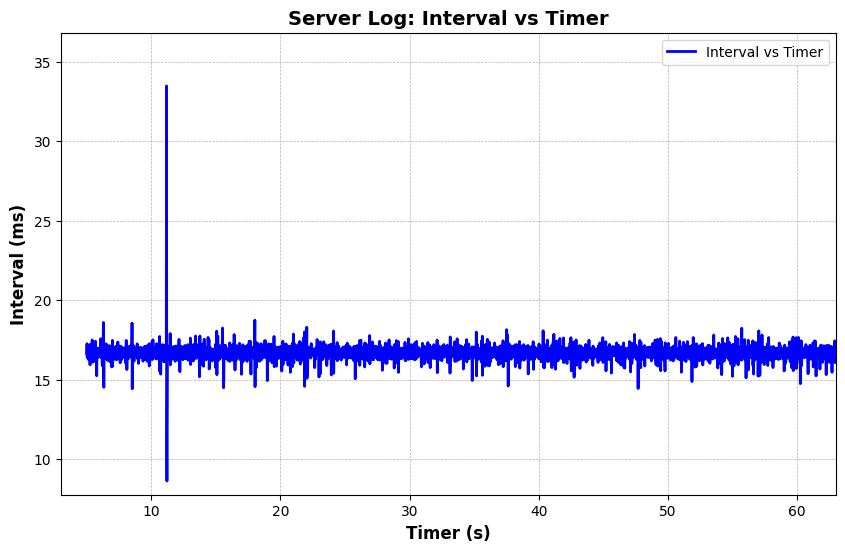 Server Log: Interval vs Timer
Interval vs Timer
35
30
25
20
15
10
Interval (ms)
10 20 30 40 50 60
Timer (s)